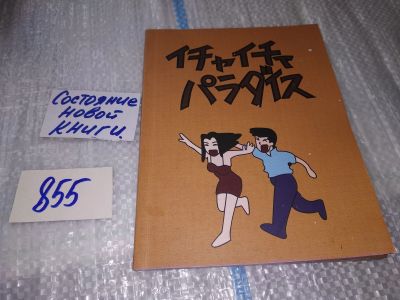 イチャイチャ
パラダイス
Состояние
новой
книги.
855